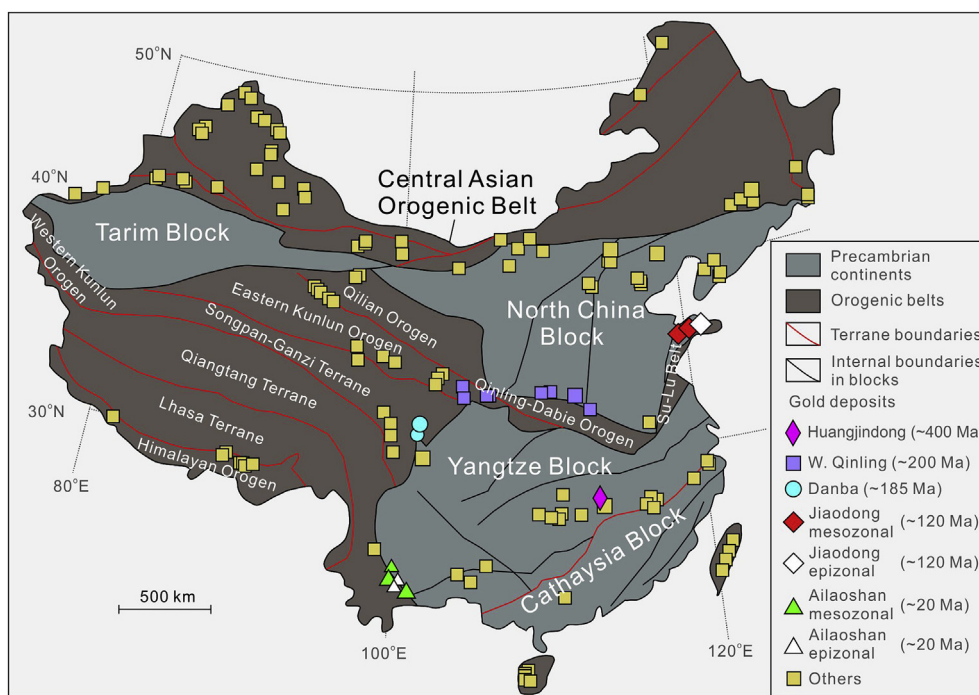 50°N
40°N
30°N
80°E
100°E
120°E
Central Asian
Orogenic Belt
Tarim Block
Western Kunlun
Orogen
Qilian Orogen
Eastern Kunlun Orogen
Songpan-Ganzi Terrane
Qiangtang Terrane
Lhasa Terrane
Himalayan Orogen
North China
Block
Su-Lu Belt
Qinling-Dabie Orogen
Yangtze Block
Cathaysia Block
500 km
Precambrian
continents
Orogenic belts
Terrane boundaries
Internal boundaries
in blocks
Gold deposits
Huangjindong (~400 Ma)
W. Qinling (~200 Ma)
Danba (~185 Ma)
Jiaodong
mesozonal (~120 Ma)
Jiaodong
epizonal (~120 Ma)
Ailaoshan
mesozonal (~20 Ma)
Ailaoshan
epizonal (~20 Ma)
Others